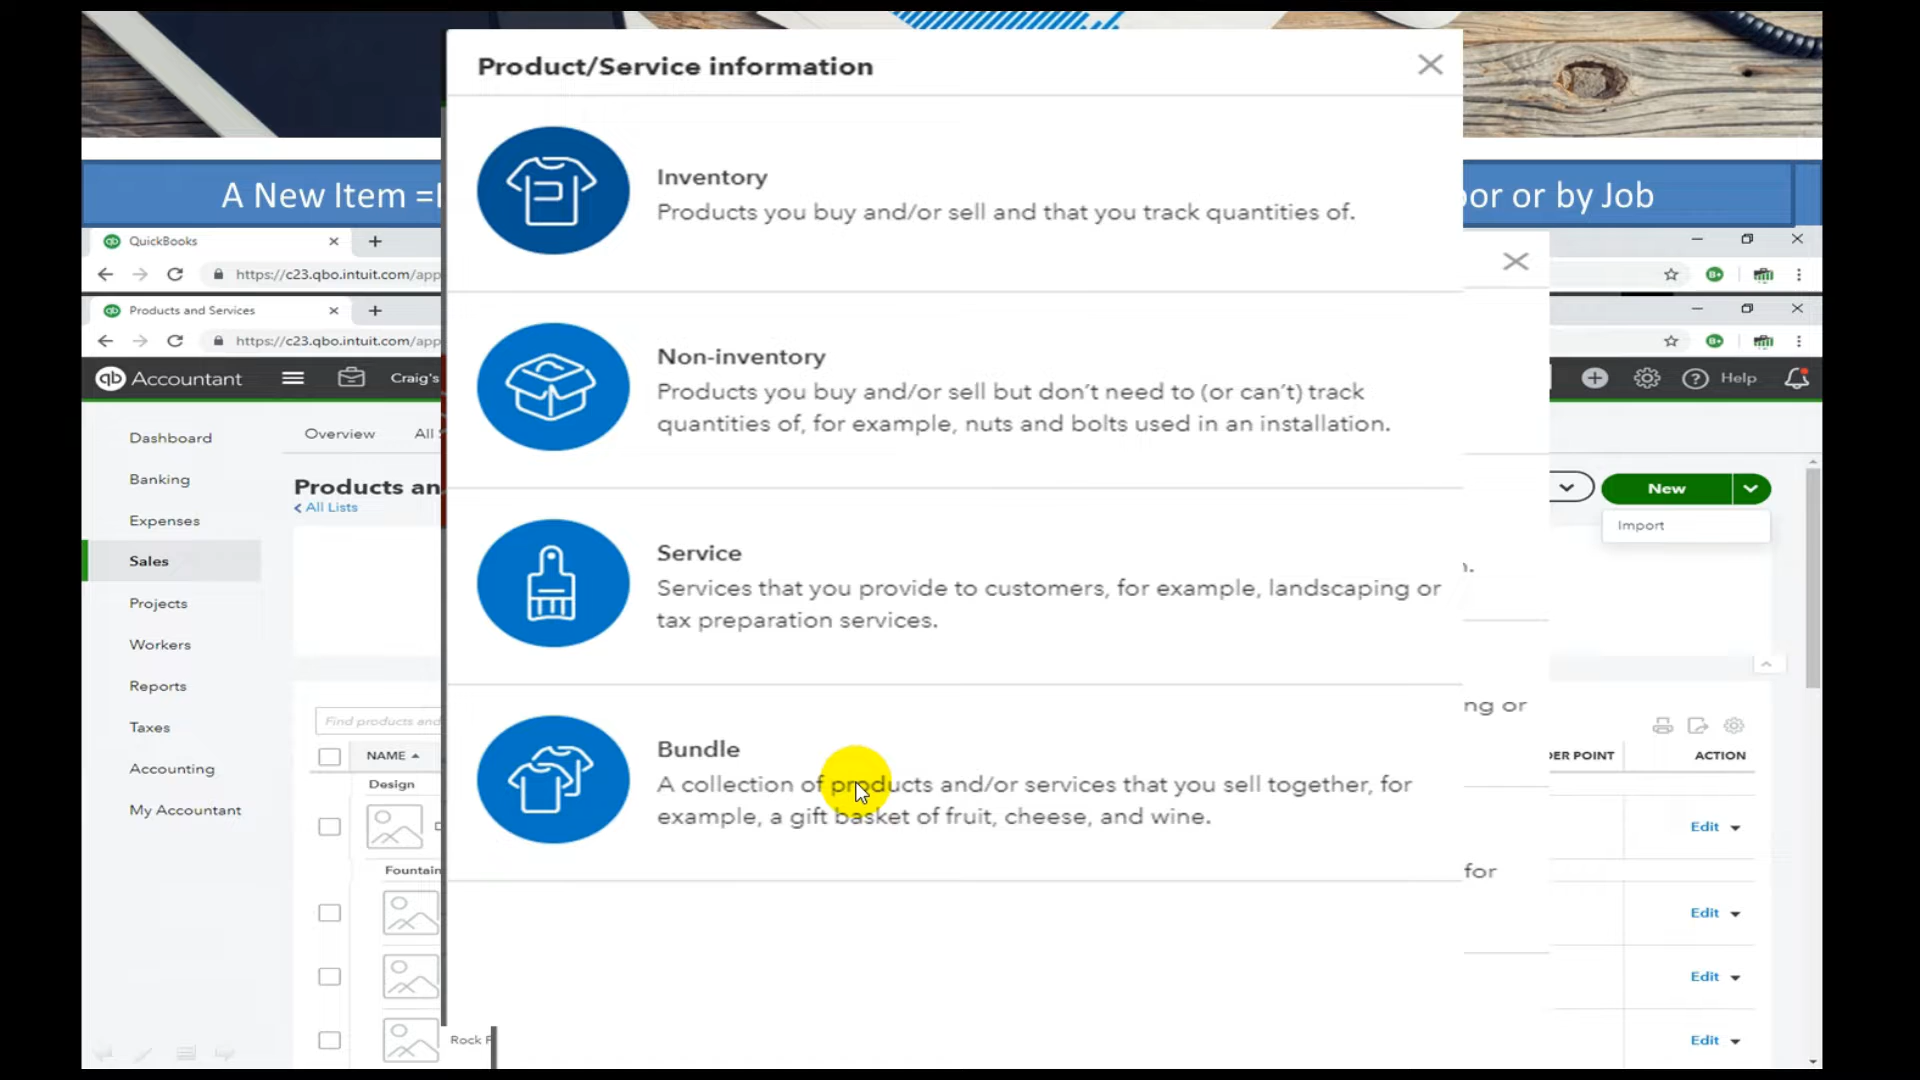 Product/Service information
Inventory
Products you buy and/or sell and that you track quantities of.
A New Item =
or or by Job
QuickBooks
https://c23.qbo.intuit.com/app
Non-inventory
Products you buy and/or sell but don't need to (or can't) track
quantities of, for example, nuts and bolts used in an installation.
Products and Services
https://c23.qbo.intuit.com/app
qb Accountant
Craig's
Help
Dashboard
Banking
Expenses
Sales
Projects
Workers
Reports
Taxes
Accounting
My Accountant
Overview
All
Products an
All Lists
New
Import
Service
Services that you provide to customers, for example, landscaping or
tax preparation services.
ng or
Bundle
A collection of products and/or services that you sell together, for
example, a gift basket of fruit, cheese, and wine.
for
Find products and
NAME
DER POINT
ACTION
Design
Edit
Fountain
Edit
Edit
Rock
Edit